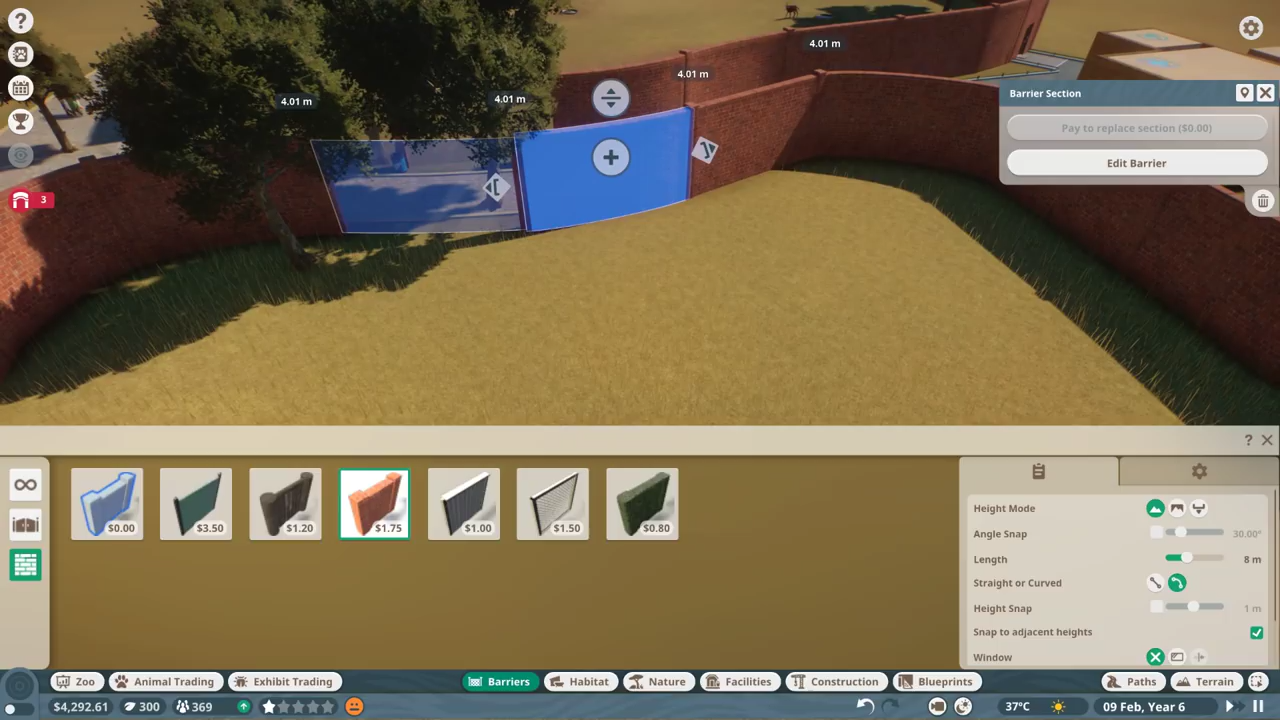 ?
4.01 m
4.01 m
4.01 m
4.01 m
Barrier Section
Pay to replace section ($0.00)
Edit Barrier
3
?
$0.00
$3.50
$1.20
$1.75
$1.00
$1.50
$0.80
Height Mode
Angle Snap
30.00°
Length
8 m
Straight or Curved
Height Snap
1 m
Snap to adjacent heights
Window
Zoo
Animal Trading
Exhibit Trading
Barriers
Habitat
Nature
Facilities
Construction
Blueprints
Paths
Terrain
$4,292.61
300
369
37°C
09 Feb, Year 6